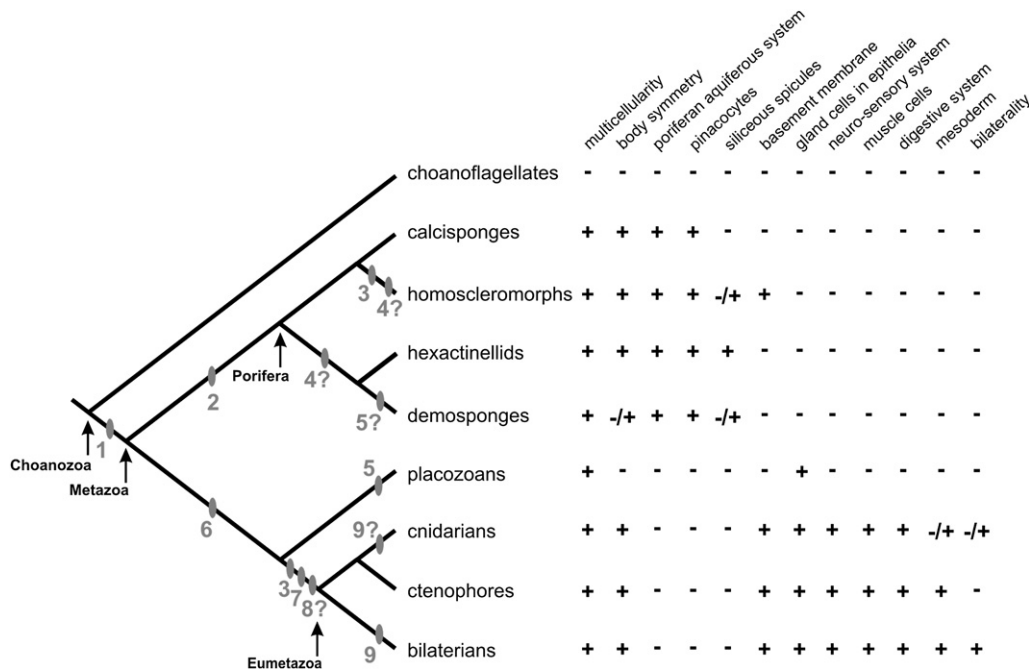 multicellularity
body symmetry
poriferan aquiferous system
pinacocytes
siliceous spicules
basement membrane
gland cells in epithelia
neuro-sensory system
muscle cells
digestive system
mesoderm
bilaterality
choanoflagellates - - - - - - - - - - - -
calcisponges + + + + - - - - - - - -
3 4? homoscleromorphs + + + + -/+ + - - - - - -
hexactinellids + + + + + - - - - - - -
Porifera 4?
2
5? demosponges + -/+ + + -/+ - - - - - - -
1
Choanozoa
5 placozoans + - - - - - + - - - - -
Metazoa
6
9? cnidarians + + - - - + + + + + -/+ -/+
3 7 8? ctenophores + + - - - + + + + + + -
Eumetazoa 9 bilaterians + + - - - + + + + + + +